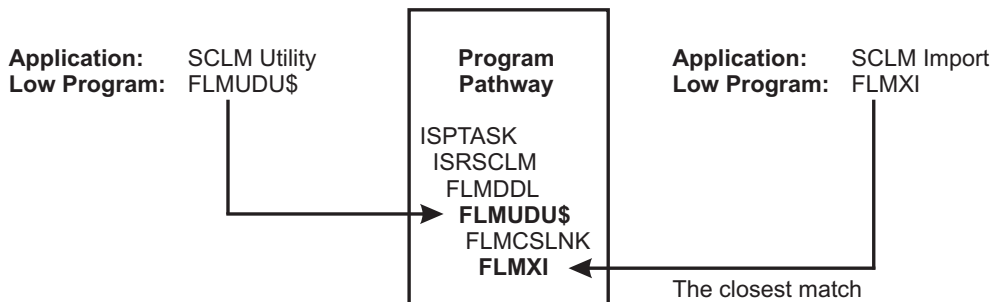 Application: SCLM Utility
Low Program: FLMUDU$
Program
Pathway
ISPTASK
ISRSCLM
FLMDDL
FLMUDU$
FLMCSLNK
FLMXI
Application: SCLM Import
Low Program: FLMXI
The closest match